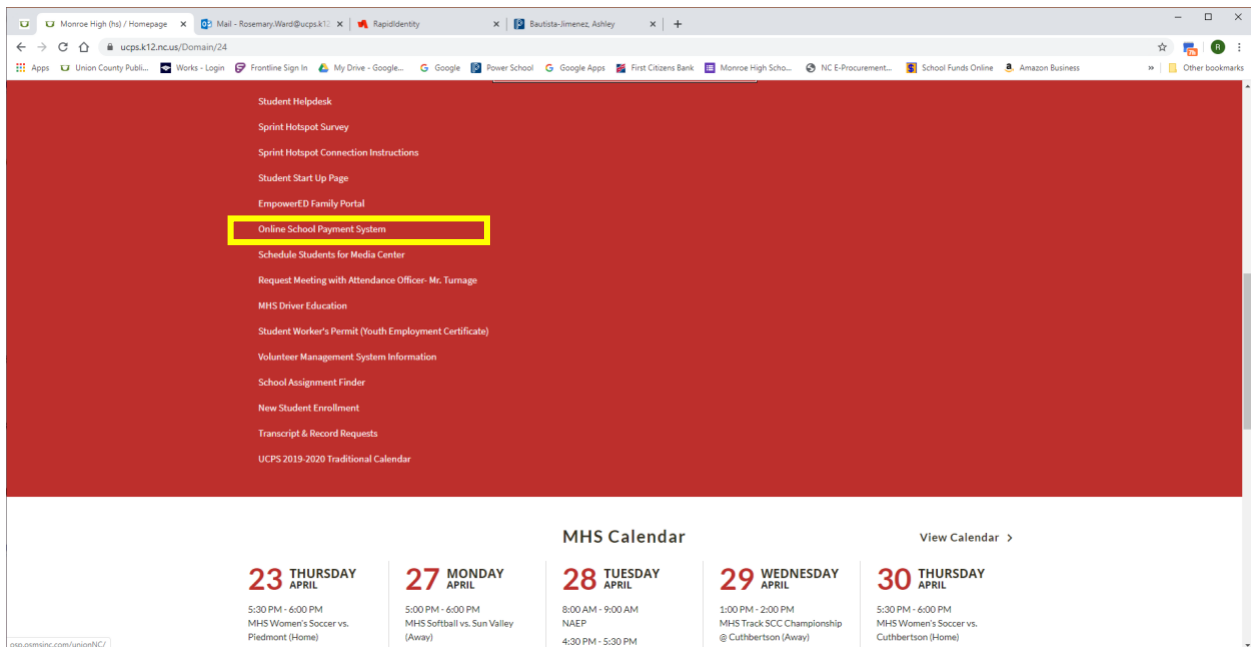 Monroe High (hs) / Homepage
Mail - Rosemary.Ward@ucps.k12
RapidIdentity
Bautista-Jimenez, Ashley
ucps.k12.nc.us/Domain/24
Apps
Union County Publi...
Works - Login
Frontline Sign In
My Drive - Google...
Google
Power School
Google Apps
First Citizens Bank
Monroe High Scho...
NC E-Procurement...
School Funds Online
Amazon Business
»
Other bookmarks
Student Helpdesk
Sprint Hotspot Survey
Sprint Hotspot Connection Instructions
Student Start Up Page
EmpowerED Family Portal
Online School Payment System
Schedule Students for Media Center
Request Meeting with Attendance Officer- Mr. Turnage
MHS Driver Education
Student Worker's Permit (Youth Employment Certificate)
Volunteer Management System Information
School Assignment Finder
New Student Enrollment
Transcript & Record Requests
UCPS 2019-2020 Traditional Calendar
MHS Calendar
View Calendar >
23 THURSDAY
APRIL
5:30 PM - 6:00 PM
MHS Women's Soccer vs.
Piedmont (Home)
27 MONDAY
APRIL
5:00 PM - 6:00 PM
MHS Softball vs. Sun Valley
(Away)
28 TUESDAY
APRIL
8:00 AM - 9:00 AM
NAEP
4:30 PM - 5:30 PM
29 WEDNESDAY
APRIL
1:00 PM - 2:00 PM
MHS Track SCC Championship
@ Cuthbertson (Away)
30 THURSDAY
APRIL
5:30 PM - 6:00 PM
MHS Women's Soccer vs.
Cuthbertson (Home)
osp.osmsinc.com/unionNC/